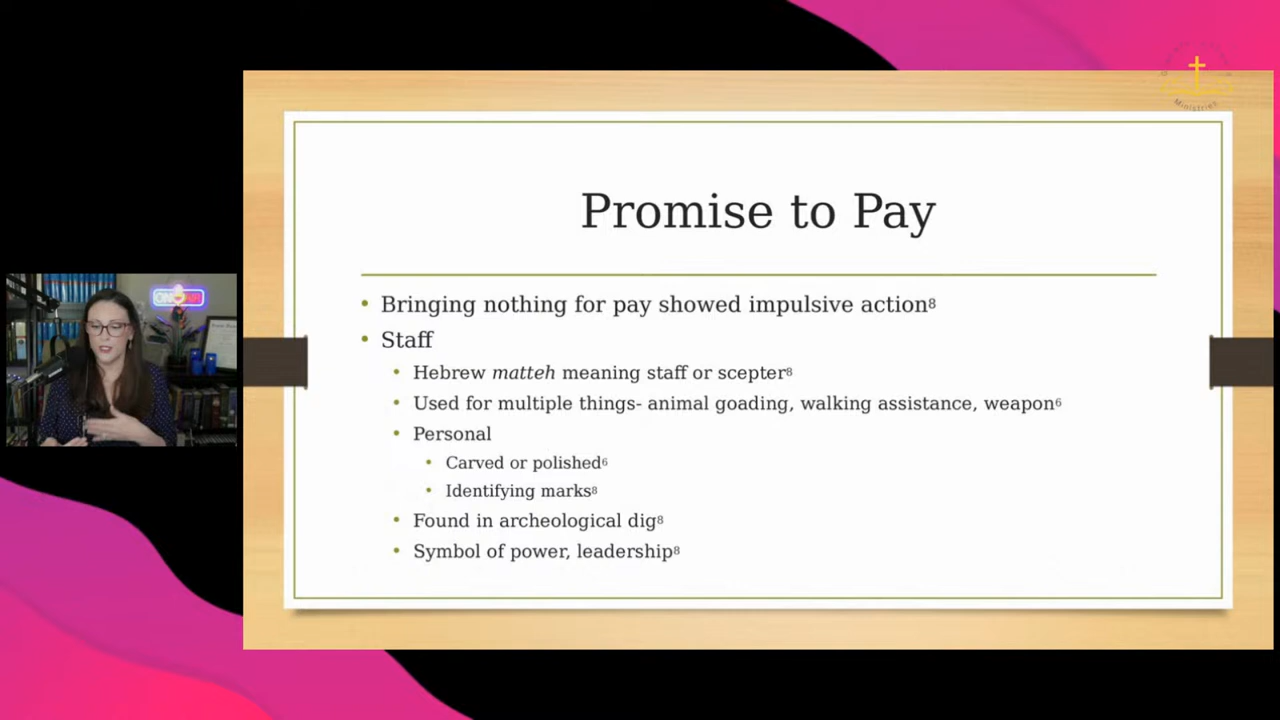 Promise to Pay
• Bringing nothing for pay showed impulsive action⁸
• Staff
• Hebrew matteh meaning staff or scepter⁸
• Used for multiple things- animal goading, walking assistance, weapon⁶
• Personal
• Carved or polished⁶
• Identifying marks⁸
• Found in archeological dig⁸
• Symbol of power, leadership⁸
Ministries